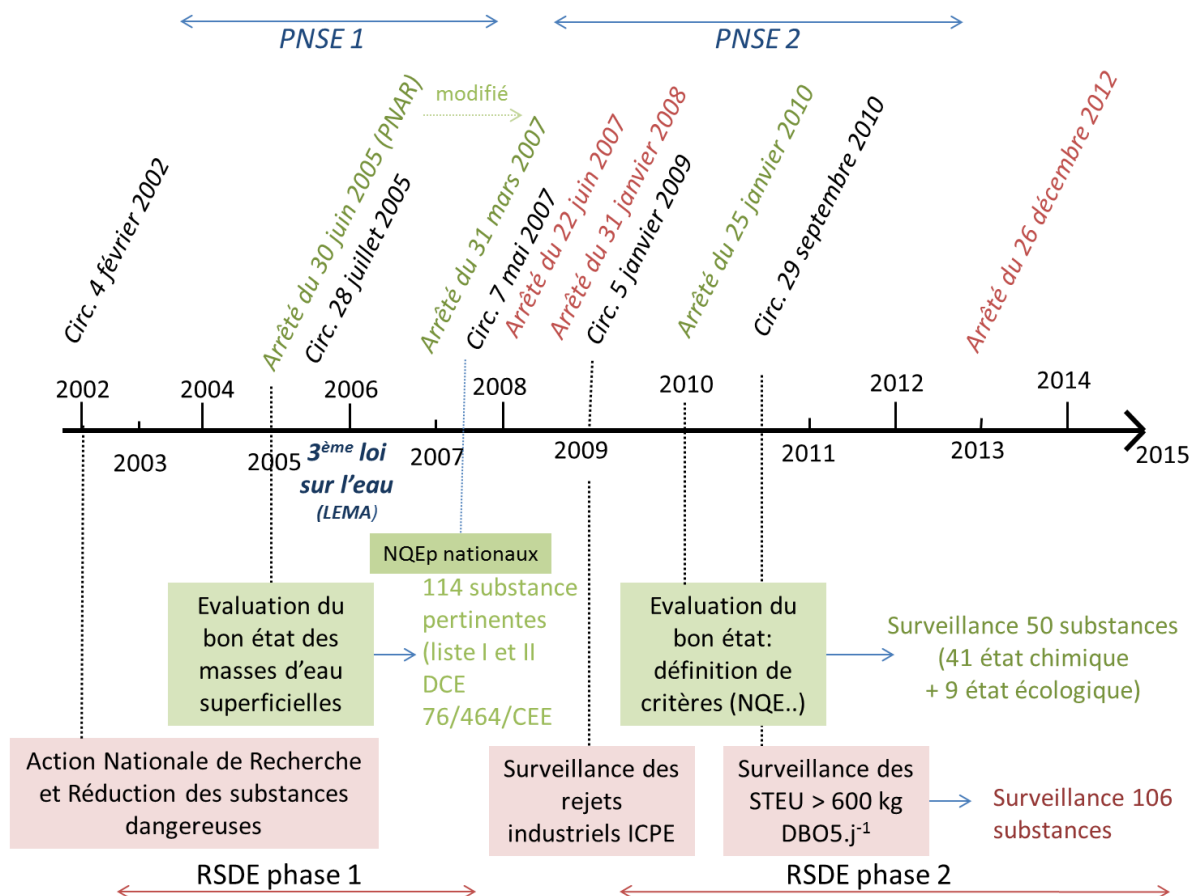 PNSE 1
PNSE 2
Circ. 4 février 2002
Arrêté du 30 juin 2005 (PNAR)
modifié
Circ. 28 juillet 2005
Arrêté du 31 mars 2007
Circ. 7 mai 2007
Arrêté du 22 juin 2007
Arrêté du 31 janvier 2008
Circ. 5 janvier 2009
Arrêté du 25 janvier 2010
Circ. 29 septembre 2010
Arrêté du 26 décembre 2012
2002
2004
2006
2008
2010
2012
2014
2003
2005
3ème loi
sur l’eau
(LEMA)
2007
2009
2011
2013
2015
NQEp nationaux
Evaluation du
bon état des
masses d’eau
superficielles
114 substance
pertinentes
(liste I et II
DCE
76/464/CEE
Evaluation du
bon état:
définition de
critères (NQE..)
Surveillance 50 substances
(41 état chimique
+ 9 état écologique)
Action Nationale de Recherche
et Réduction des substances
dangereuses
Surveillance des
rejets
industriels ICPE
Surveillance des
STEU > 600 kg
DBO5.j-1
Surveillance 106
substances
RSDE phase 1
RSDE phase 2